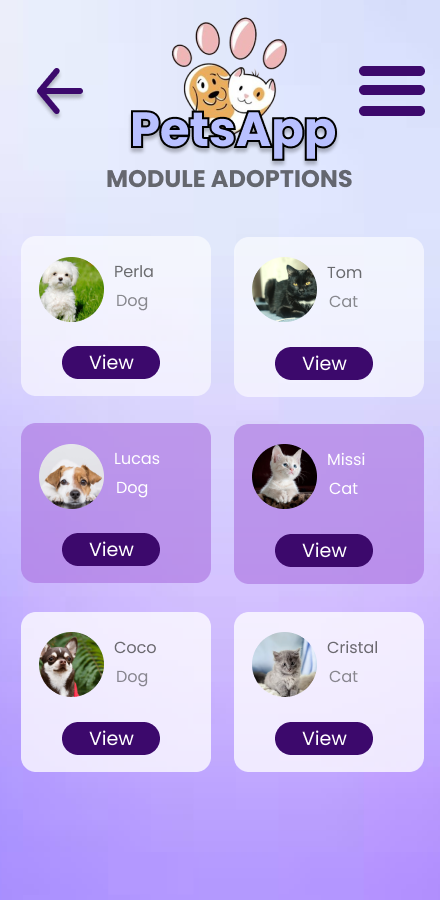 PetsApp
MODULE ADOPTIONS
Perla
Dog
View
Tom
Cat
View
Lucas
Dog
View
Missi
Cat
View
Coco
Dog
View
Cristal
Cat
View